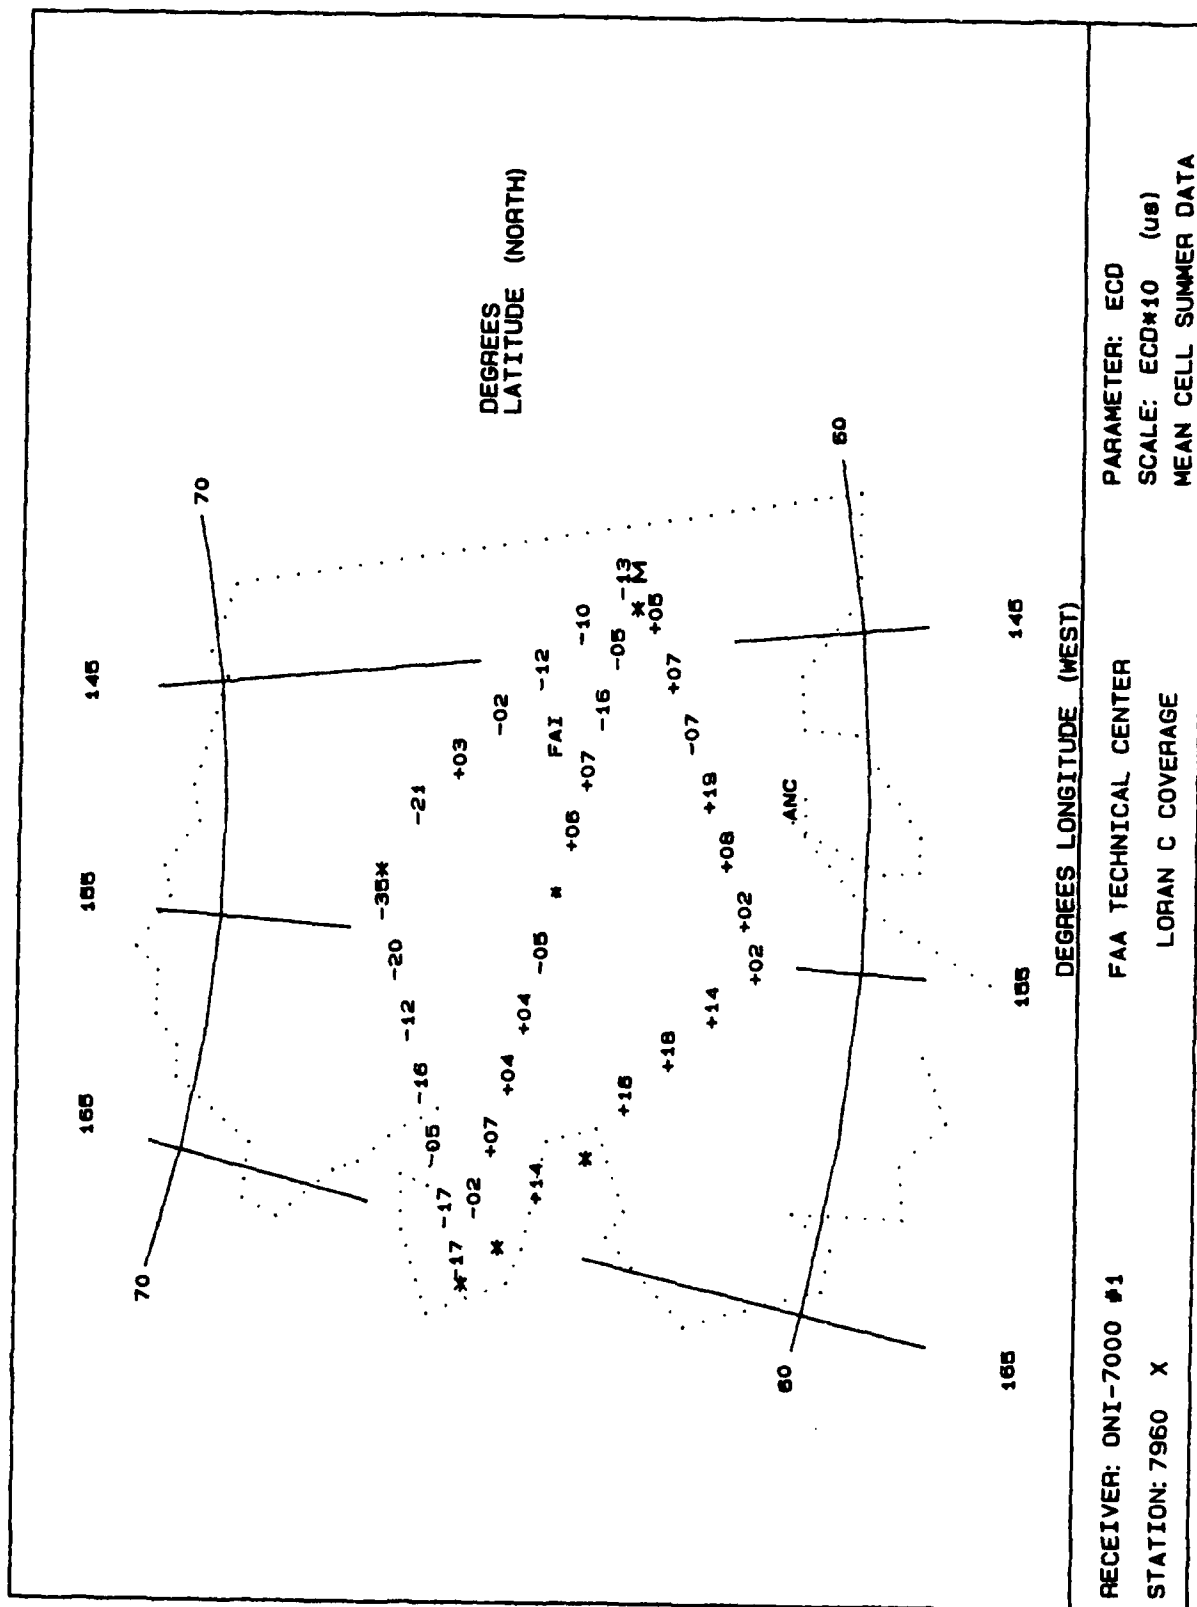 165 155 145
70 70
*-17 -17 -05 -16 -12 -20 -35* -21 +03 -02 -12 -10 -13
DEGREES
LATITUDE (NORTH)
* -02 +07 +04 +04 -05 * +06 +07 -16 -05 * M
FAI
+14 * +15 +18 +14 +02 +02 +08 +19 -07 +07 +05
ANC
60 60
165 155 145
DEGREES LONGITUDE (WEST)
RECEIVER: ONI-7000 #1 FAA TECHNICAL CENTER PARAMETER: ECD
SCALE: ECD*10 (us)
STATION: 7960 X LORAN C COVERAGE MEAN CELL SUMMER DATA